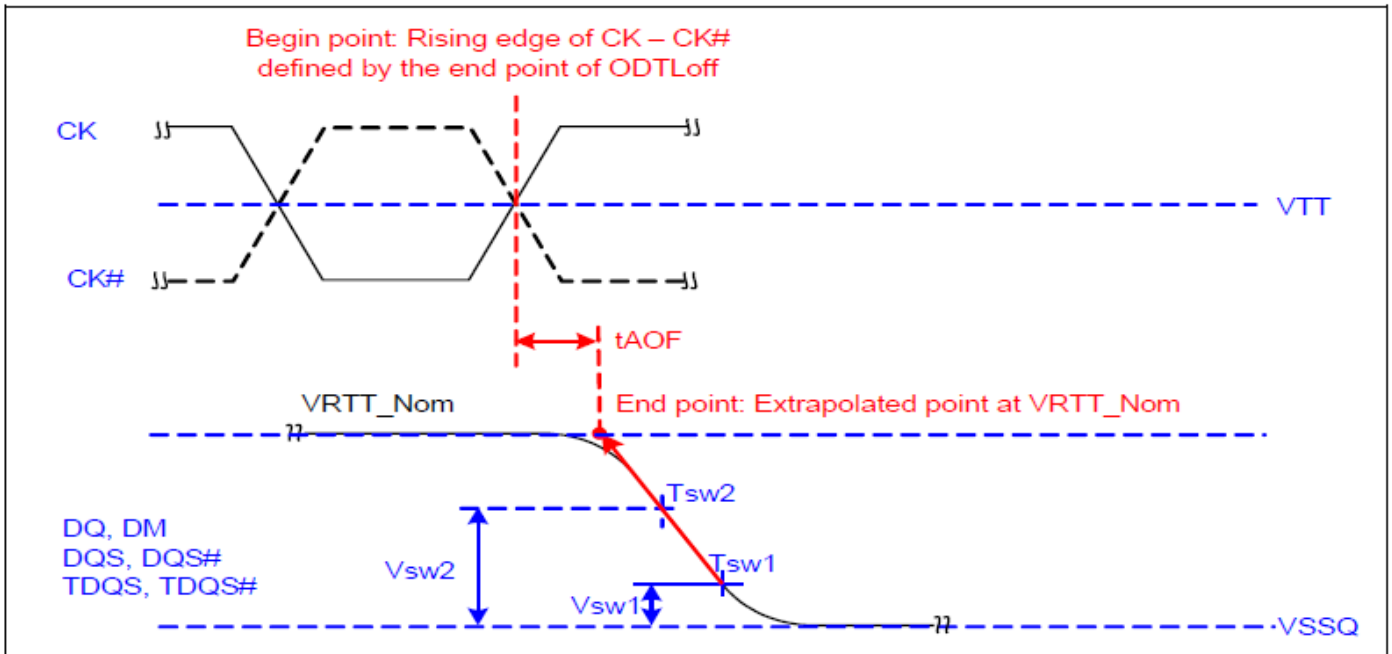 Begin point: Rising edge of CK – CK#
defined by the end point of ODTLoff
CK
VTT
CK#
tAOF
VRTT_Nom
End point: Extrapolated point at VRTT_Nom
Tsw2
DQ, DM
DQS, DQS#
TDQS, TDQS#
Vsw2
Tsw1
Vsw1
VSSQ